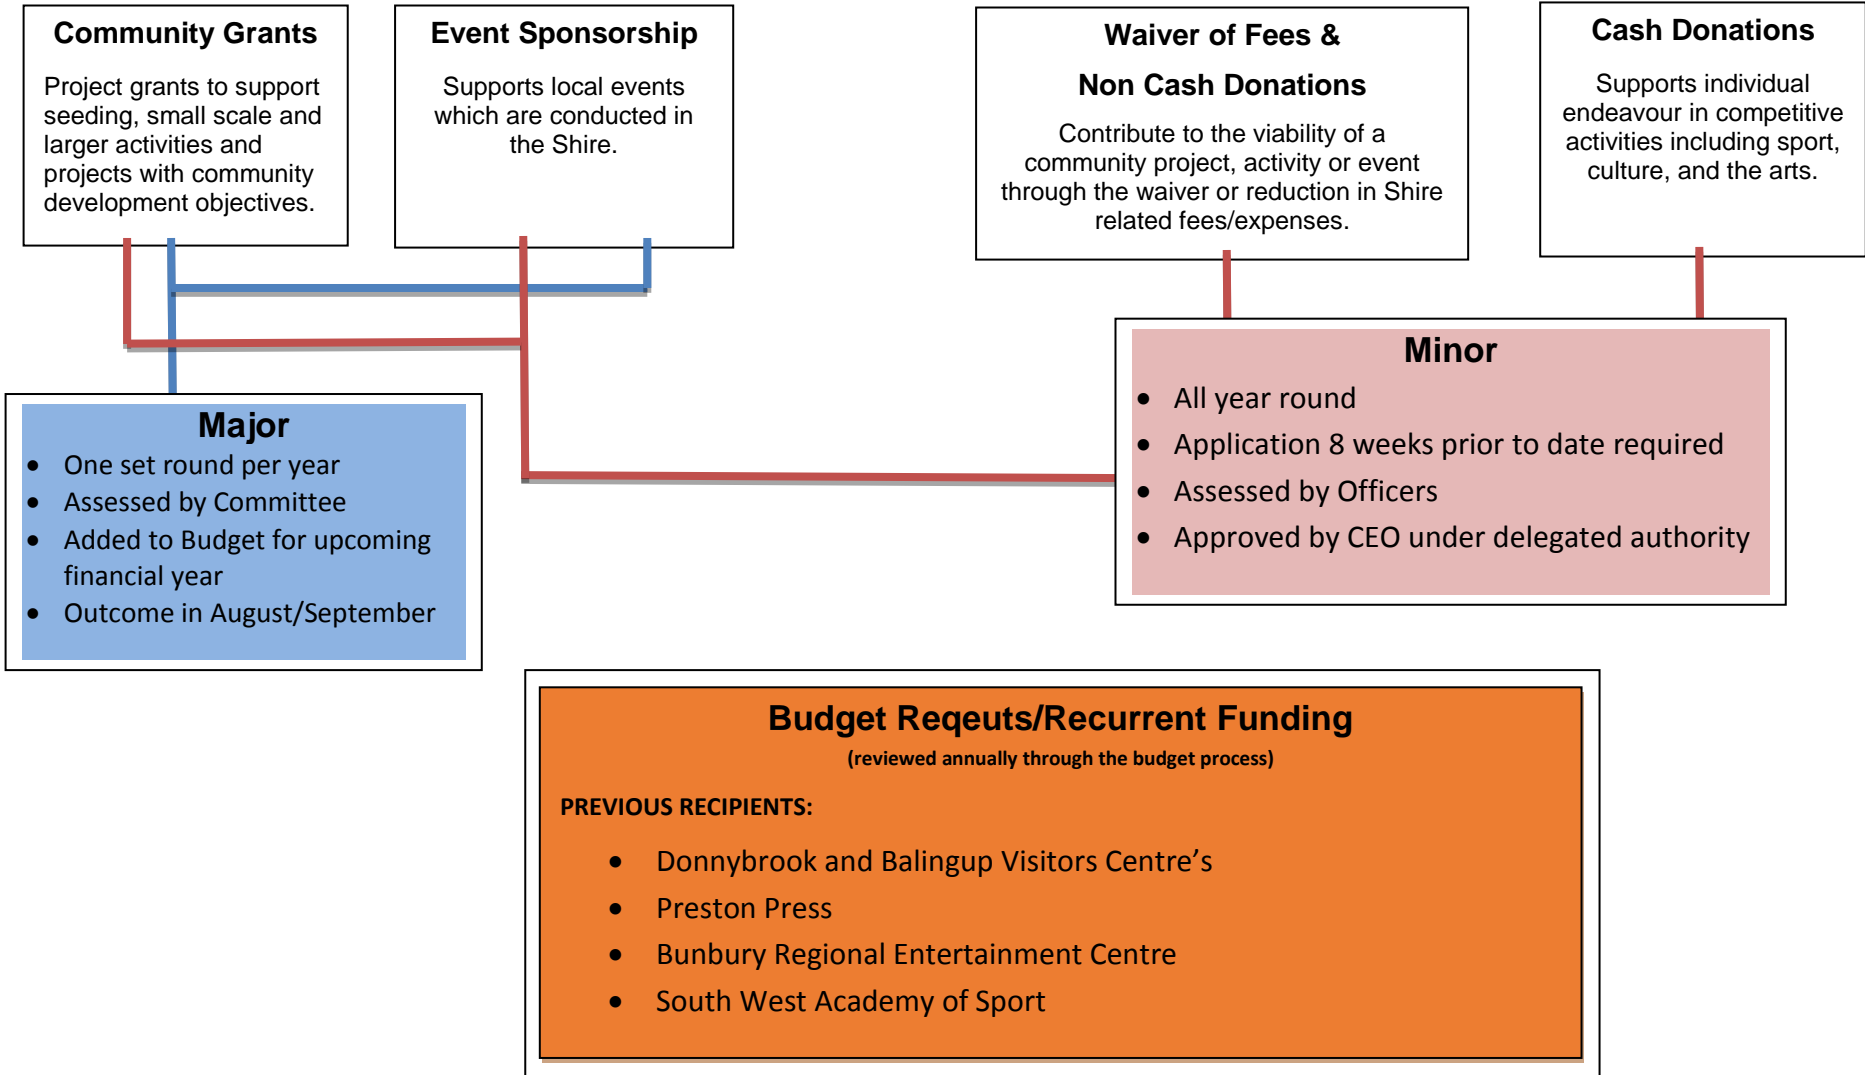 Community Grants
Project grants to support
seeding, small scale and
larger activities and
projects with community
development objectives.
Event Sponsorship
Supports local events
which are conducted in
the Shire.
Waiver of Fees &
Non Cash Donations
Contribute to the viability of a
community project, activity or event
through the waiver or reduction in Shire
related fees/expenses.
Cash Donations
Supports individual
endeavour in competitive
activities including sport,
culture, and the arts.
Major
• One set round per year
• Assessed by Committee
• Added to Budget for upcoming
financial year
• Outcome in August/September
Minor
• All year round
• Application 8 weeks prior to date required
• Assessed by Officers
• Approved by CEO under delegated authority
Budget Reqeuts/Recurrent Funding
(reviewed annually through the budget process)
PREVIOUS RECIPIENTS:
• Donnybrook and Balingup Visitors Centre’s
• Preston Press
• Bunbury Regional Entertainment Centre
• South West Academy of Sport